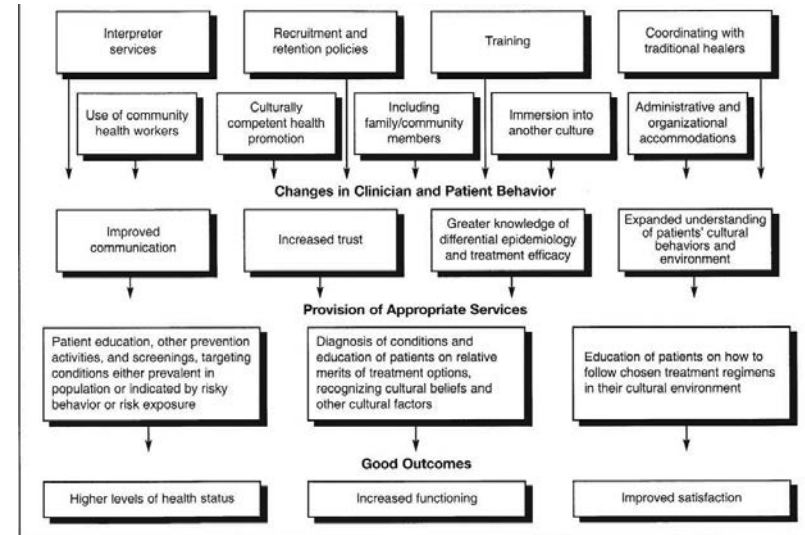 Interpreter
services
Recruitment and
retention policies
Training
Coordinating with
traditional healers
Use of community
health workers
Culturally
competent health
promotion
Including
family/community
members
Immersion into
another culture
Administrative and
organizational
accommodations
Changes in Clinician and Patient Behavior
Improved
communication
Increased trust
Greater knowledge of
differential epidemiology
and treatment efficacy
Expanded understanding
of patients' cultural
behaviors and
environment
Provision of Appropriate Services
Patient education, other prevention
activities, and screenings, targeting
conditions either prevalent in
population or indicated by risky
behavior or risk exposure
Diagnosis of conditions and
education of patients on relative
merits of treatment options,
recognizing cultural beliefs and
other cultural factors
Education of patients on how to
follow chosen treatment regimens
in their cultural environment
Good Outcomes
Higher levels of health status
Increased functioning
Improved satisfaction